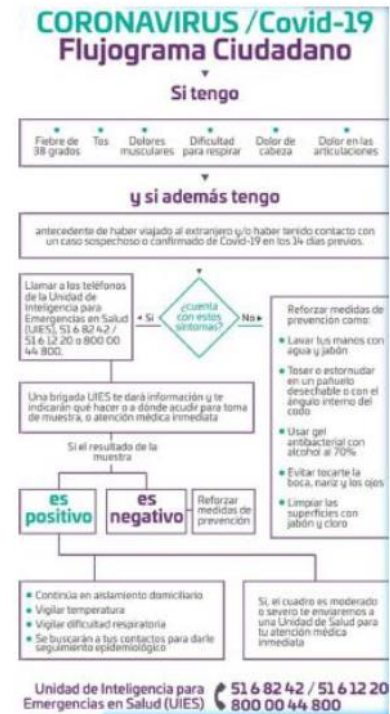 CORONAVIRUS /Covid-19
Flujograma Ciudadano
Si tengo
Fiebre de
38 grados
Tos
Dolores
musculares
Dificultad
para respirar
Dolor de
cabeza
Dolor en las
articulaciones
y si además tengo
antecedente de haber viajado al extranjero y/o haber tenido contacto con
un caso sospechoso o confirmado de Covid-19 en los 14 días previos.
¿cuenta
con estos
síntomas?
Si
No
Llamar a los teléfonos
de la Unidad de
Inteligencia para
Emergencias en Salud
(UIES), 51 6 82 42 /
51 6 12 20 o 800 00
44 800.
Una brigada UIES te dará información y te
indicarán qué hacer o a dónde acudir para toma
de muestra, o atención médica inmediata
Si el resultado de la
muestra
es
positivo
es
negativo
Reforzar
medidas de
prevención
Reforzar medidas de
prevención como:
Lavar tus manos con
agua y jabón
Toser o estornudar
en un pañuelo
desechable o con el
ángulo interno del
codo
Usar gel
antibacterial con
alcohol al 70%
Evitar tocarte la
boca, nariz y los ojos
Limpiar las
superficies con
jabón y cloro
Continúa en aislamiento domiciliario
Vigilar temperatura
Vigilar dificultad respiratoria
Se buscarán a tus contactos para darle
seguimiento epidemiológico
Si, el cuadro es moderado
o severo te enviaremos a
una Unidad de Salud para
tu atención médica
inmediata
Unidad de Inteligencia para
Emergencias en Salud (UIES)
51 6 82 42 / 51 6 12 20
800 00 44 800